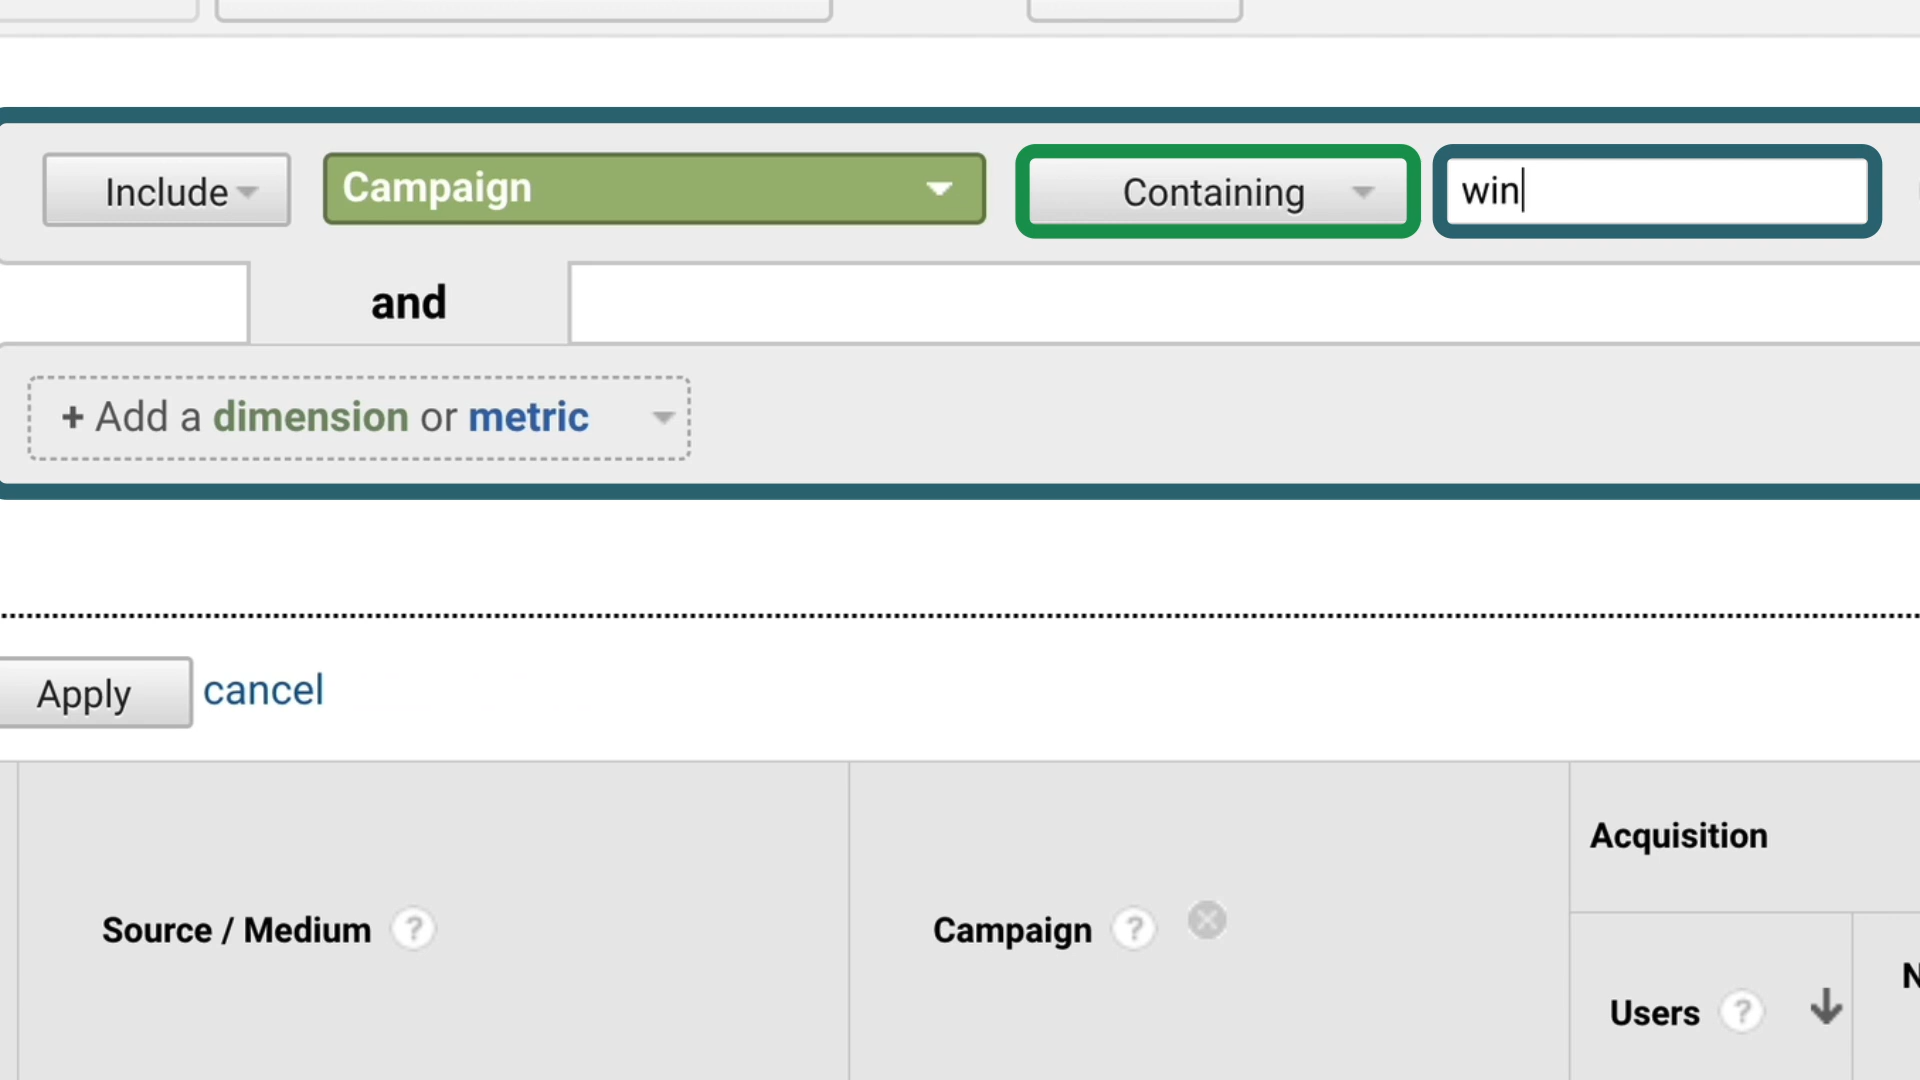 Include Campaign Containing win
and
+ Add a dimension or metric
Apply cancel
Acquisition
Source / Medium ? Campaign ?
Users ?